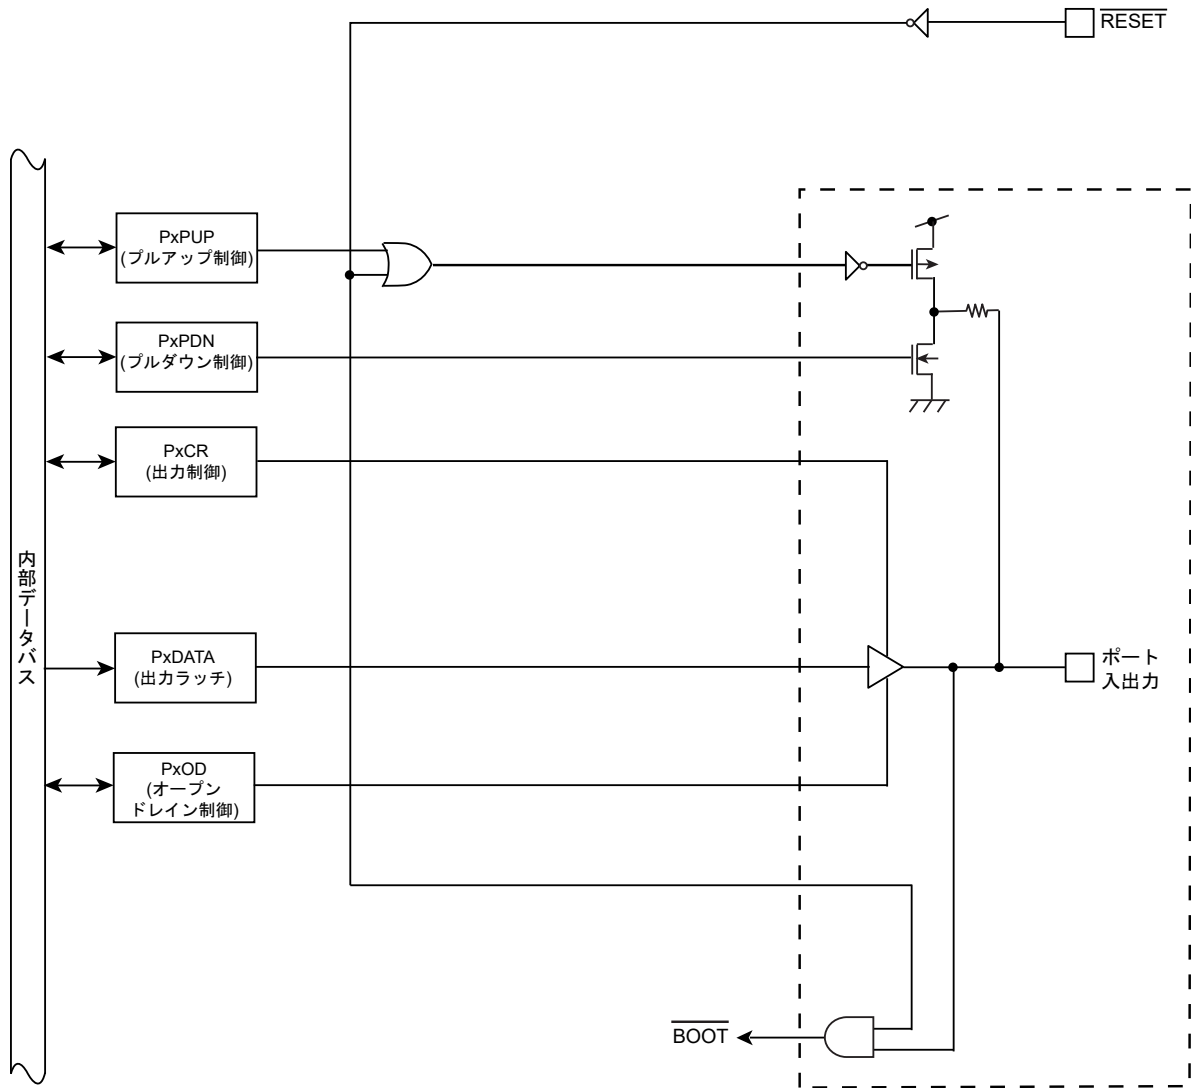 RESET
PxPUP
(プルアップ制御)
PxPDN
(プルダウン制御)
PxCR
(出力制御)
内部データバス
PxDATA
(出力ラッチ)
ポート
入出力
PxOD
(オープン
ドレイン制御)
BOOT